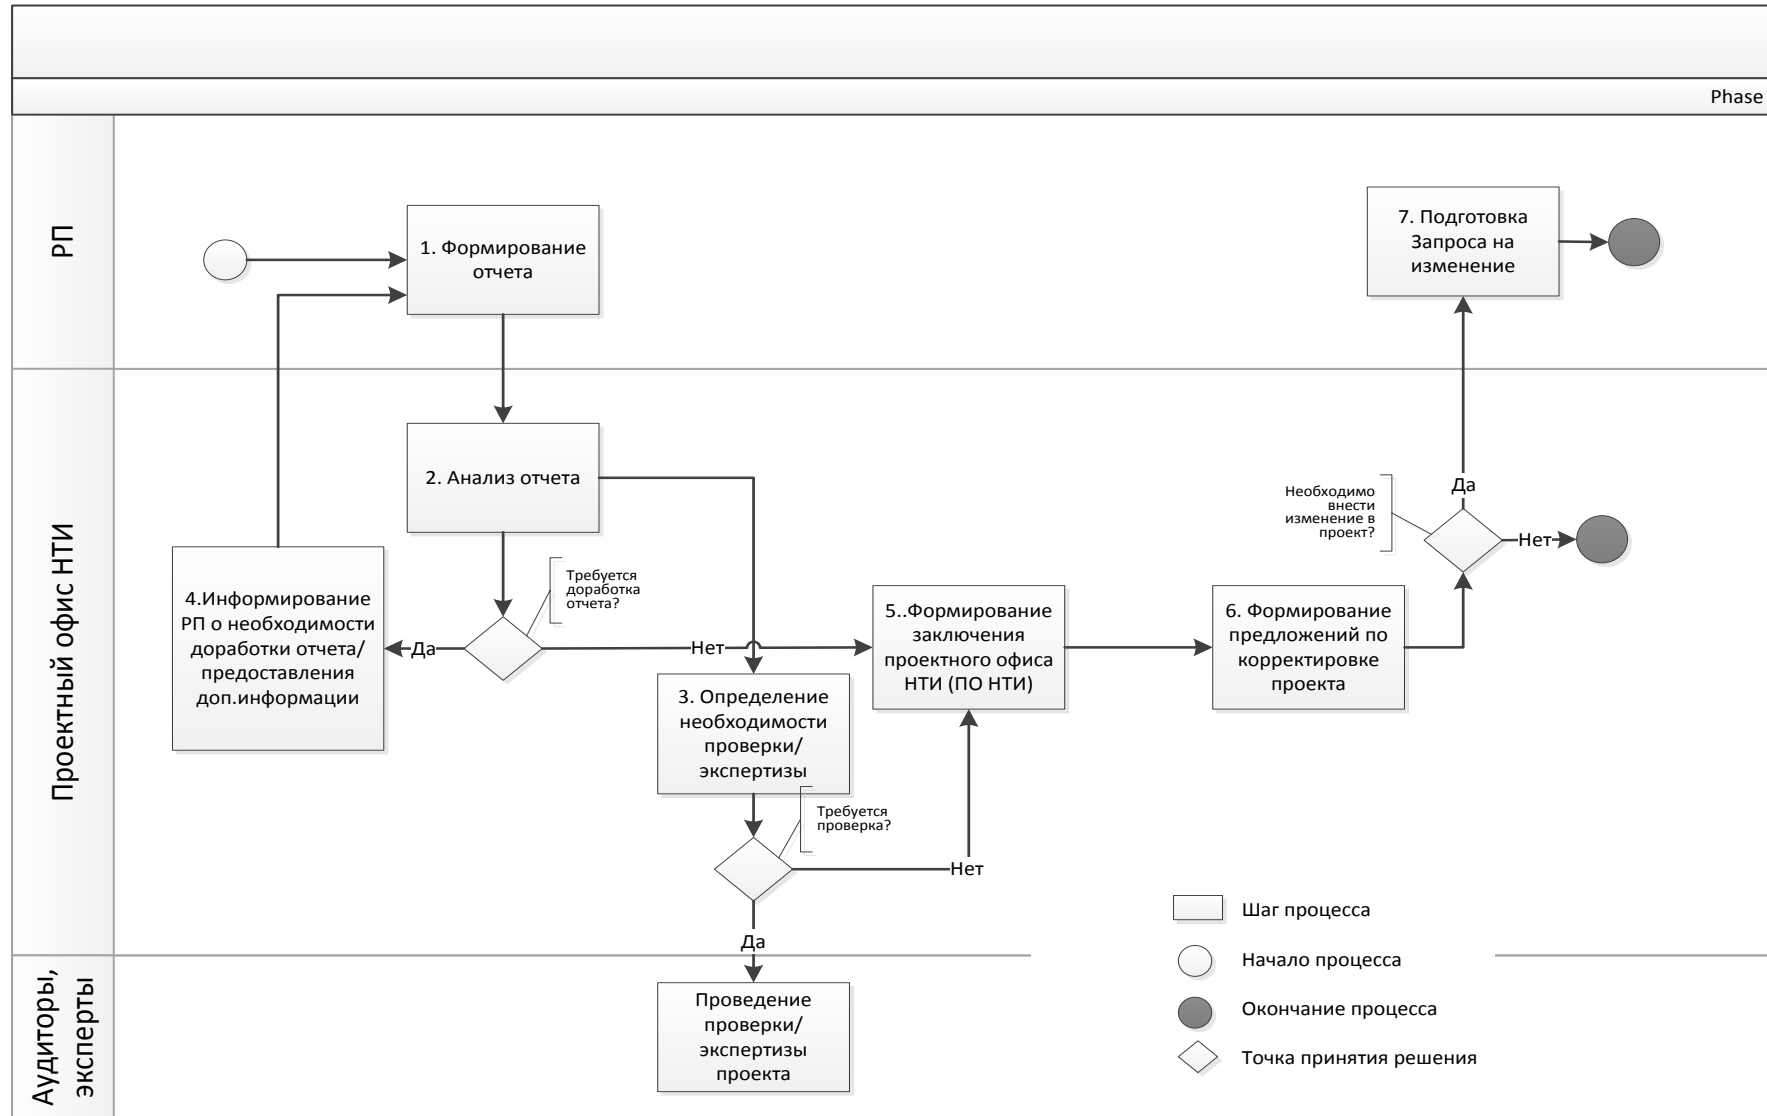 Phase
РП
1. Формирование
отчета
7. Подготовка
Запроса на
изменение
Проектный офис НТИ
2. Анализ отчета
Требуется
доработка
отчета?
Да
Нет
4.Информирование
РП о необходимости
доработки отчета/
предоставления
доп.информации
3. Определение
необходимости
проверки/
экспертизы
Требуется
проверка?
Нет
Да
5..Формирование
заключения
проектного офиса
НТИ (ПО НТИ)
6. Формирование
предложений по
корректировке
проекта
Необходимо
внести
изменение в
проект?
Да
Нет
Аудиторы,
эксперты
Проведение
проверки/
экспертизы
проекта
Шаг процесса
Начало процесса
Окончание процесса
Точка принятия решения